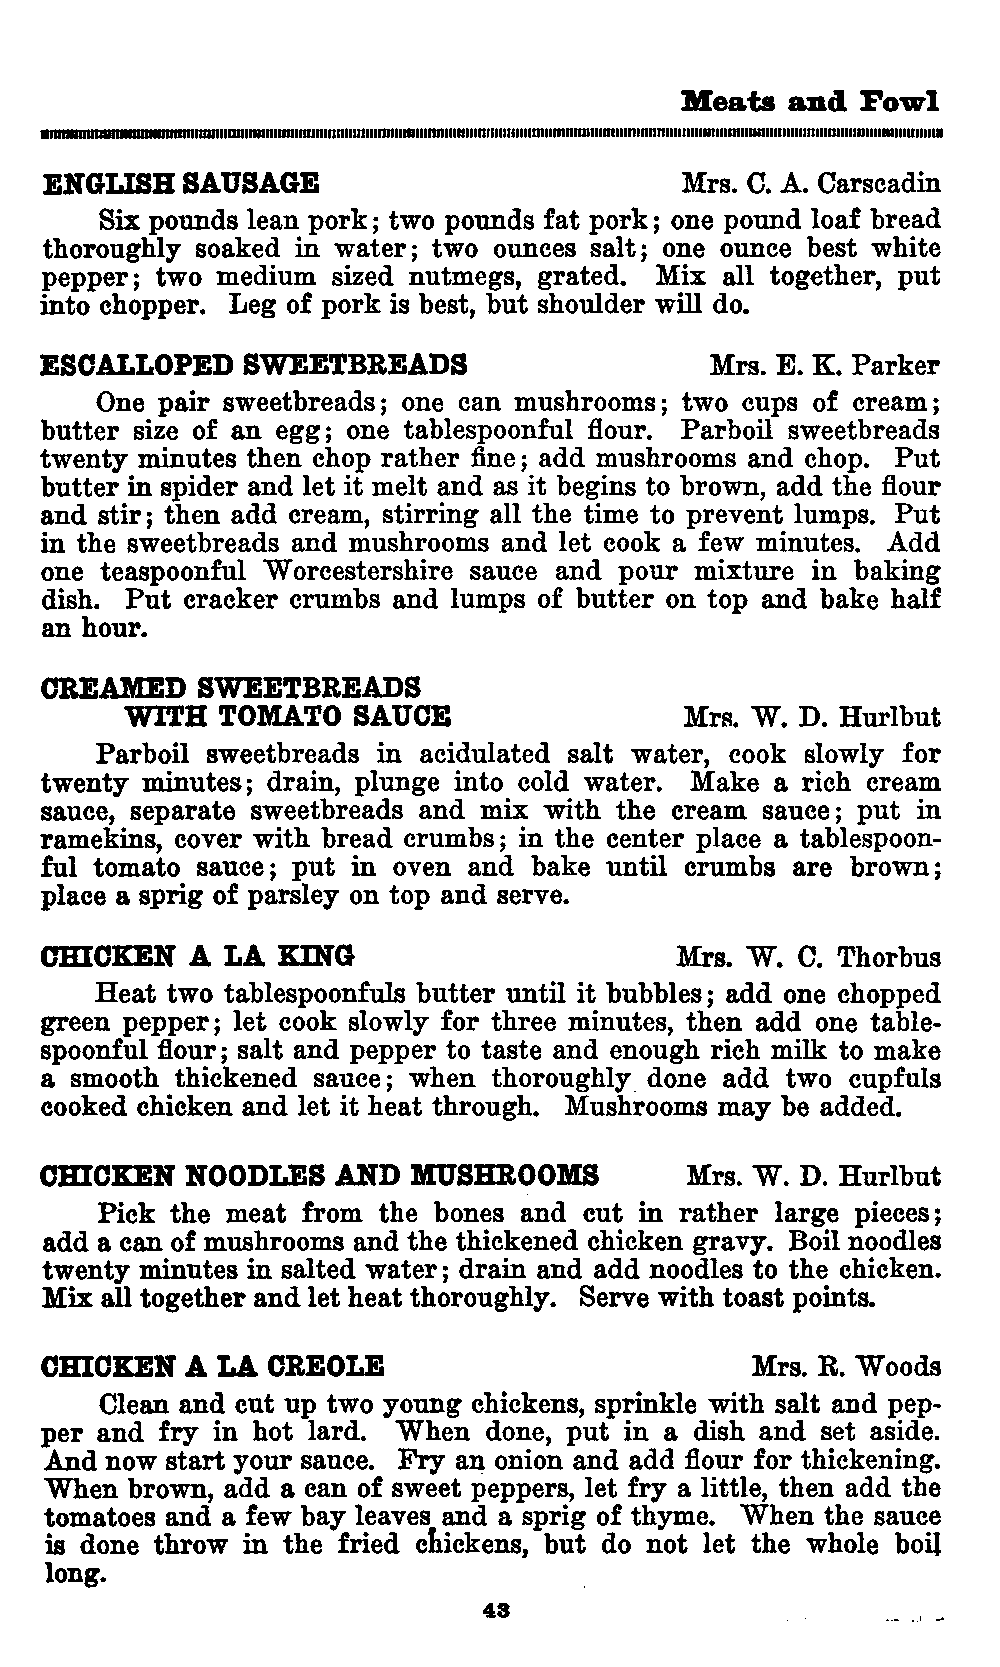 Meats and Fowl
ENGLISH SAUSAGE Mrs. C. A. Carscadin
Six pounds lean pork; two pounds fat pork; one pound loaf bread
thoroughly soaked in water; two ounces salt; one ounce best white
pepper; two medium sized nutmegs, grated. Mix all together, put
into chopper. Leg of pork is best, but shoulder will do.
ESCALLOPED SWEETBREADS Mrs. E. K. Parker
One pair sweetbreads; one can mushrooms; two cups of cream;
butter size of an egg; one tablespoonful flour. Parboil sweetbreads
twenty minutes then chop rather fine; add mushrooms and chop. Put
butter in spider and let it melt and as it begins to brown, add the flour
and stir; then add cream, stirring all the time to prevent lumps. Put
in the sweetbreads and mushrooms and let cook a few minutes. Add
one teaspoonful Worcestershire sauce and pour mixture in baking
dish. Put cracker crumbs and lumps of butter on top and bake half
an hour.
CREAMED SWEETBREADS
WITH TOMATO SAUCE Mrs. W. D. Hurlbut
Parboil sweetbreads in acidulated salt water, cook slowly for
twenty minutes; drain, plunge into cold water. Make a rich cream
sauce, separate sweetbreads and mix with the cream sauce; put in
ramekins, cover with bread crumbs; in the center place a tablespoon-
ful tomato sauce; put in oven and bake until crumbs are brown;
place a sprig of parsley on top and serve.
CHICKEN A LA KING Mrs. W. C. Thorbus
Heat two tablespoonfuls butter until it bubbles; add one chopped
green pepper; let cook slowly for three minutes, then add one table-
spoonful flour; salt and pepper to taste and enough rich milk to make
a smooth thickened sauce; when thoroughly done add two cupfuls
cooked chicken and let it heat through. Mushrooms may be added.
CHICKEN NOODLES AND MUSHROOMS Mrs. W. D. Hurlbut
Pick the meat from the bones and cut in rather large pieces;
add a can of mushrooms and the thickened chicken gravy. Boil noodles
twenty minutes in salted water; drain and add noodles to the chicken.
Mix all together and let heat thoroughly. Serve with toast points.
CHICKEN A LA CREOLE Mrs. R. Woods
Clean and cut up two young chickens, sprinkle with salt and pep-
per and fry in hot lard. When done, put in a dish and set aside.
And now start your sauce. Fry an onion and add flour for thickening.
When brown, add a can of sweet peppers, let fry a little, then add the
tomatoes and a few bay leaves and a sprig of thyme. When the sauce
is done throw in the fried chickens, but do not let the whole boil
long.
43